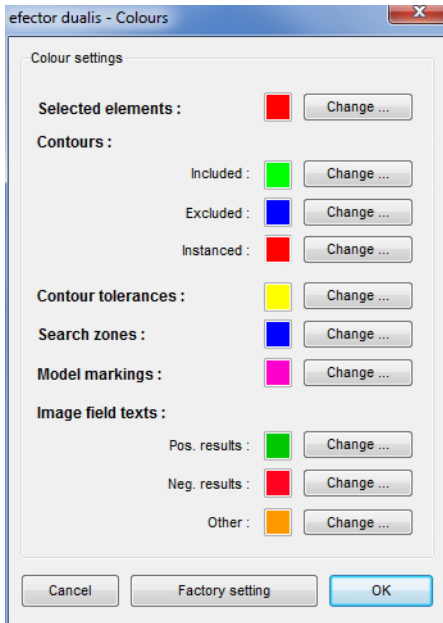 efector dualis - Colours
Colour settings
Selected elements : Change ...
Contours :
Included : Change ...
Excluded : Change ...
Instanced : Change ...
Contour tolerances : Change ...
Search zones : Change ...
Model markings : Change ...
Image field texts :
Pos. results : Change ...
Neg. results : Change ...
Other : Change ...
Cancel Factory setting OK